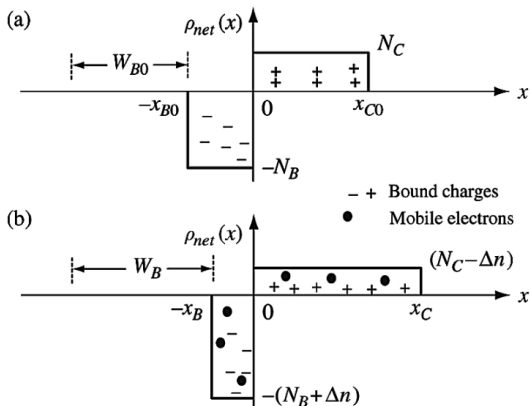 (a)
ρnet(x)
NC
WB0
−xB0
0
xC0
x
−NB
− + Bound charges
● Mobile electrons
(b)
ρnet(x)
(NC−Δn)
WB
−xB
0
xC
x
−(NB+Δn)